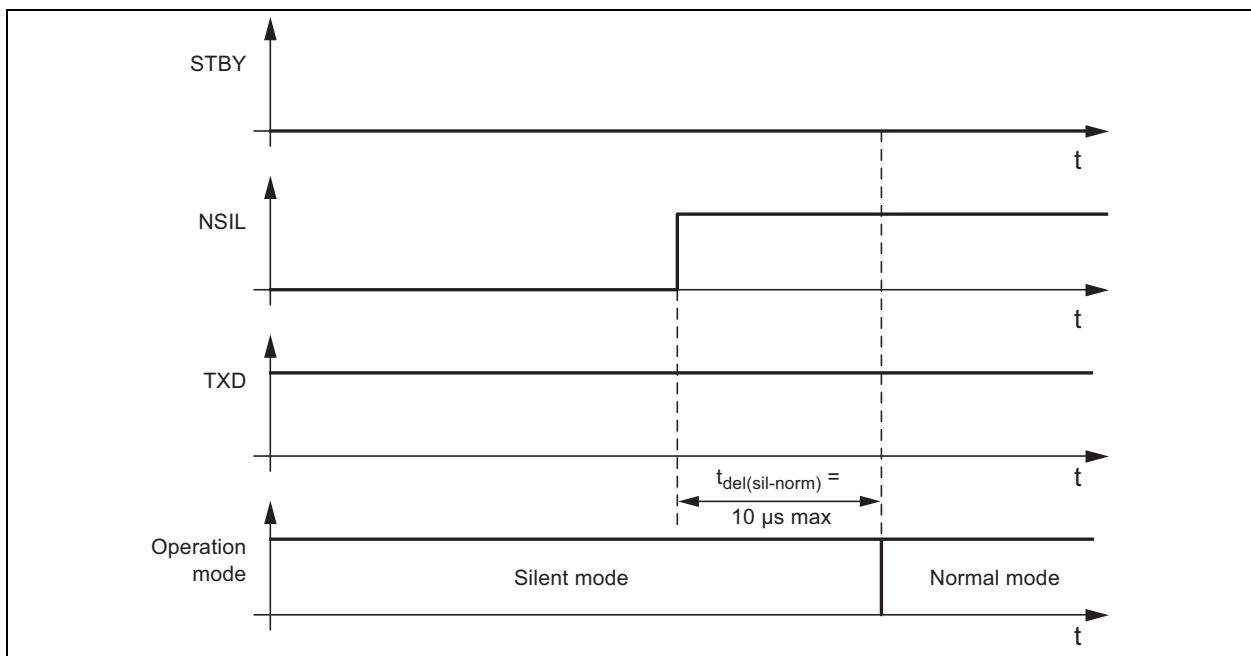 STBY
t
NSIL
t
TXD
t
tdel(sil-norm) =
10 µs max
Operation
mode
Silent mode
Normal mode
t